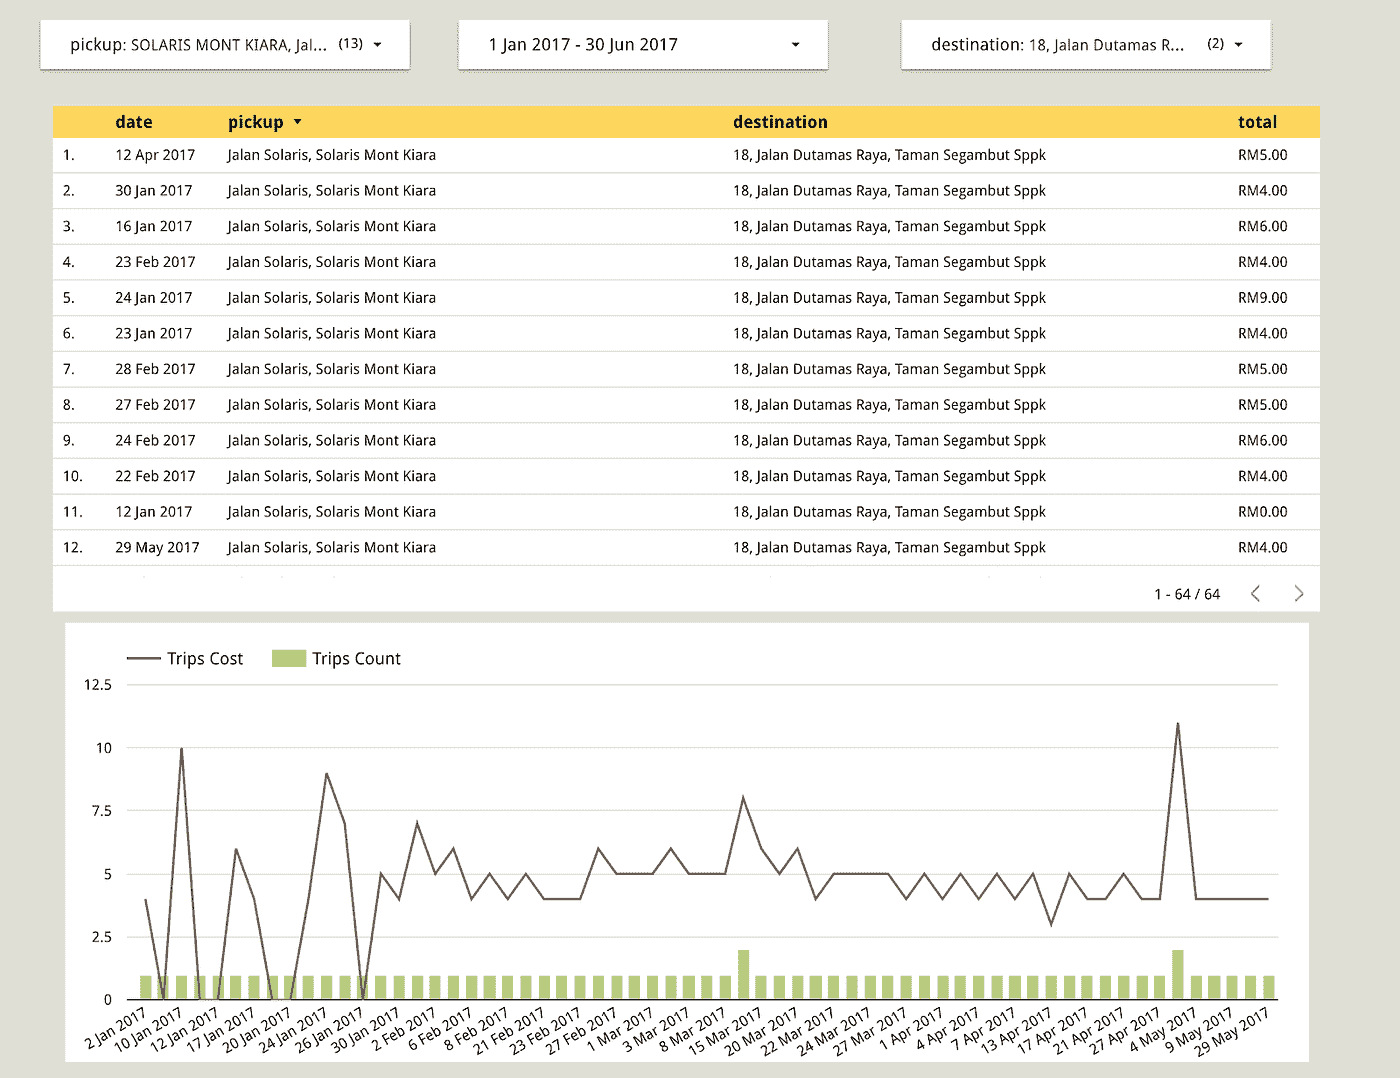 pickup: SOLARIS MONT KIARA, Jal... (13)
1 Jan 2017 - 30 Jun 2017
destination: 18, Jalan Dutamas R... (2)
date pickup destination total
1. 12 Apr 2017 Jalan Solaris, Solaris Mont Kiara 18, Jalan Dutamas Raya, Taman Segambut Sppk RM5.00
2. 30 Jan 2017 Jalan Solaris, Solaris Mont Kiara 18, Jalan Dutamas Raya, Taman Segambut Sppk RM4.00
3. 16 Jan 2017 Jalan Solaris, Solaris Mont Kiara 18, Jalan Dutamas Raya, Taman Segambut Sppk RM6.00
4. 23 Feb 2017 Jalan Solaris, Solaris Mont Kiara 18, Jalan Dutamas Raya, Taman Segambut Sppk RM4.00
5. 24 Jan 2017 Jalan Solaris, Solaris Mont Kiara 18, Jalan Dutamas Raya, Taman Segambut Sppk RM9.00
6. 23 Jan 2017 Jalan Solaris, Solaris Mont Kiara 18, Jalan Dutamas Raya, Taman Segambut Sppk RM4.00
7. 28 Feb 2017 Jalan Solaris, Solaris Mont Kiara 18, Jalan Dutamas Raya, Taman Segambut Sppk RM5.00
8. 27 Feb 2017 Jalan Solaris, Solaris Mont Kiara 18, Jalan Dutamas Raya, Taman Segambut Sppk RM5.00
9. 24 Feb 2017 Jalan Solaris, Solaris Mont Kiara 18, Jalan Dutamas Raya, Taman Segambut Sppk RM6.00
10. 22 Feb 2017 Jalan Solaris, Solaris Mont Kiara 18, Jalan Dutamas Raya, Taman Segambut Sppk RM4.00
11. 12 Jan 2017 Jalan Solaris, Solaris Mont Kiara 18, Jalan Dutamas Raya, Taman Segambut Sppk RM0.00
12. 29 May 2017 Jalan Solaris, Solaris Mont Kiara 18, Jalan Dutamas Raya, Taman Segambut Sppk RM4.00
1 - 64 / 64
Trips Cost Trips Count
12.5
10
7.5
5
2.5
0
2 Jan 2017 10 Jan 2017 12 Jan 2017 17 Jan 2017 20 Jan 2017 24 Jan 2017 26 Jan 2017 30 Jan 2017 2 Feb 2017 6 Feb 2017 8 Feb 2017 21 Feb 2017 23 Feb 2017 27 Feb 2017 1 Mar 2017 3 Mar 2017 8 Mar 2017 15 Mar 2017 20 Mar 2017 22 Mar 2017 24 Mar 2017 27 Mar 2017 1 Apr 2017 4 Apr 2017 7 Apr 2017 13 Apr 2017 17 Apr 2017 21 Apr 2017 27 Apr 2017 4 May 2017 9 May 2017 29 May 2017